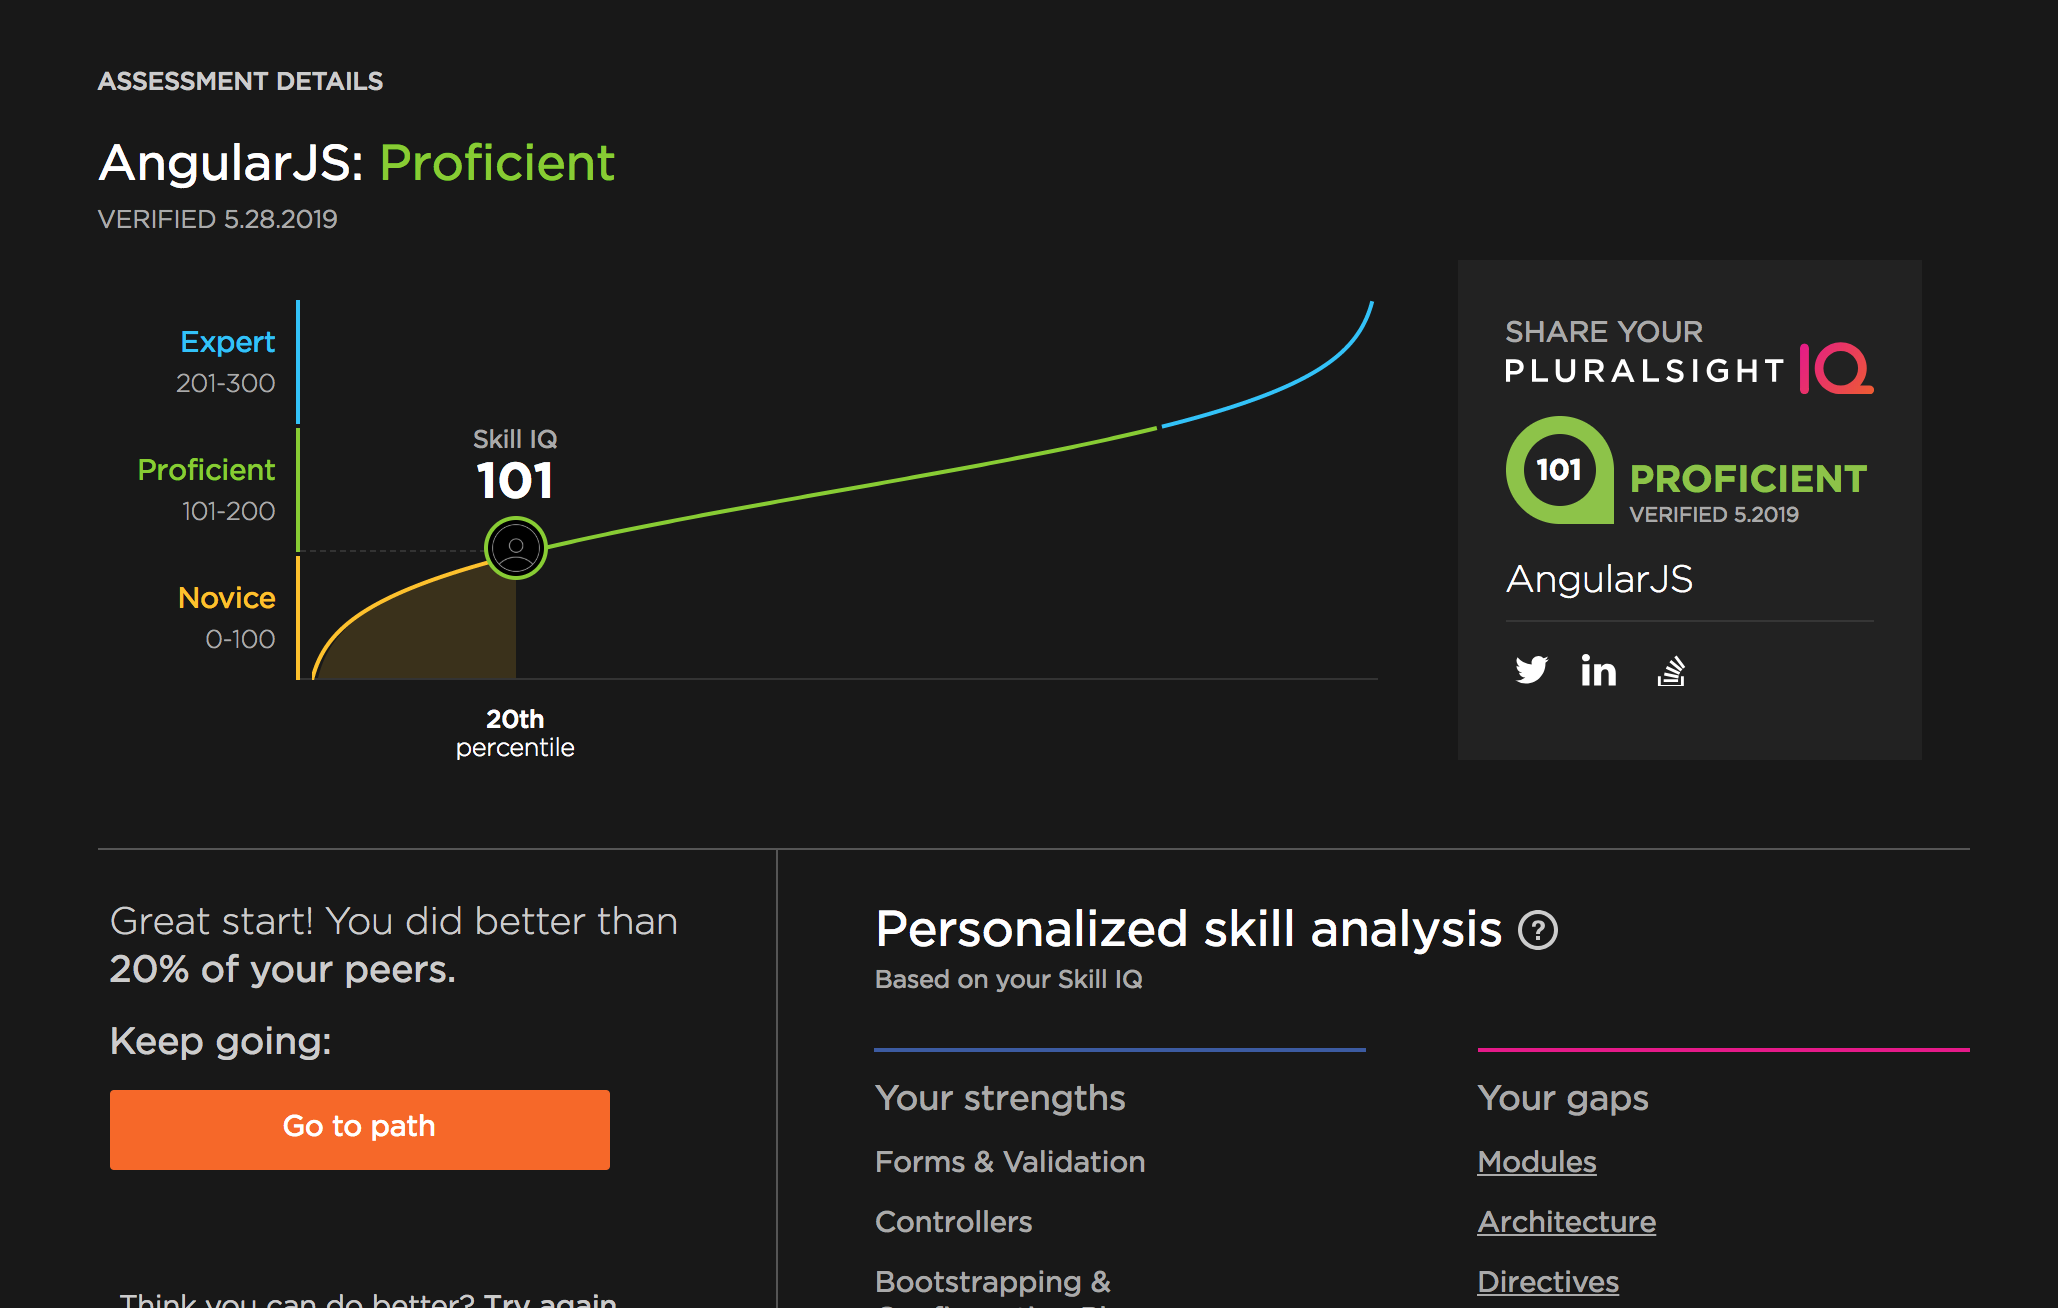 ASSESSMENT DETAILS
AngularJS: Proficient
VERIFIED 5.28.2019
Expert
201-300
Proficient
101-200
Novice
0-100
Skill IQ
101
20th
percentile
SHARE YOUR
PLURALSIGHT IQ
101
PROFICIENT
VERIFIED 5.2019
AngularJS
in
Great start! You did better than
20% of your peers.
Keep going:
Go to path
Think you can do better? Try again
Personalized skill analysis ?
Based on your Skill IQ
Your strengths
Forms & Validation
Controllers
Bootstrapping &
Your gaps
Modules
Architecture
Directives